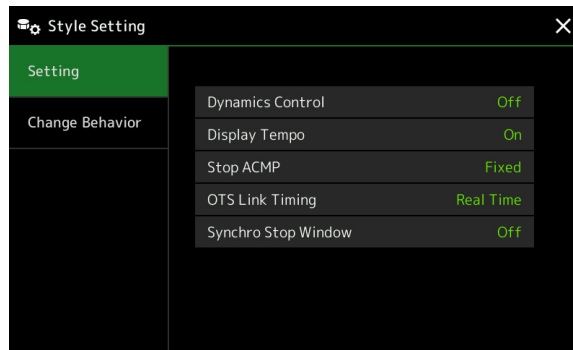 Style Setting
Setting
Change Behavior
Dynamics Control Off
Display Tempo On
Stop ACMP Fixed
OTS Link Timing Real Time
Synchro Stop Window Off